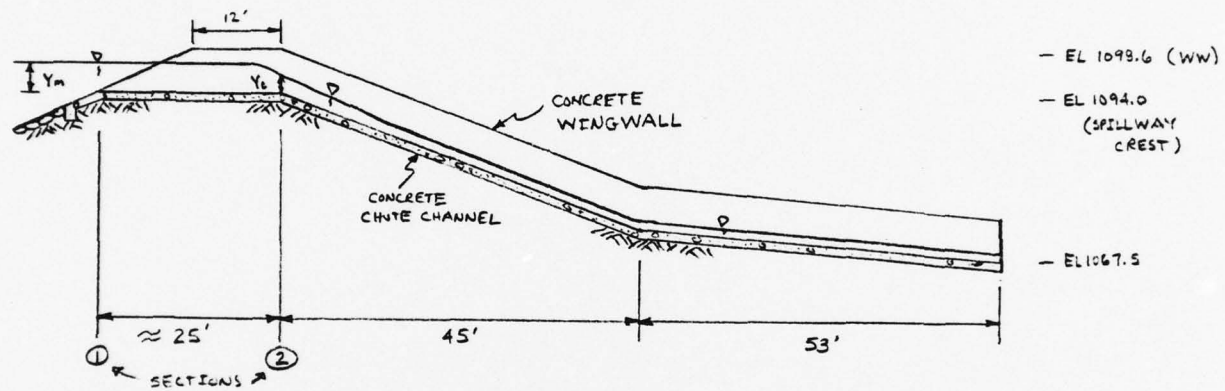 12'
Ym
Yc
CONCRETE
WINGWALL
CONCRETE
CHUTE CHANNEL
— EL 1098.6 (WW)
— EL 1094.0
(SPILLWAY
CREST)
— EL 1067.5
≈ 25'
45'
53'
1
2
SECTIONS